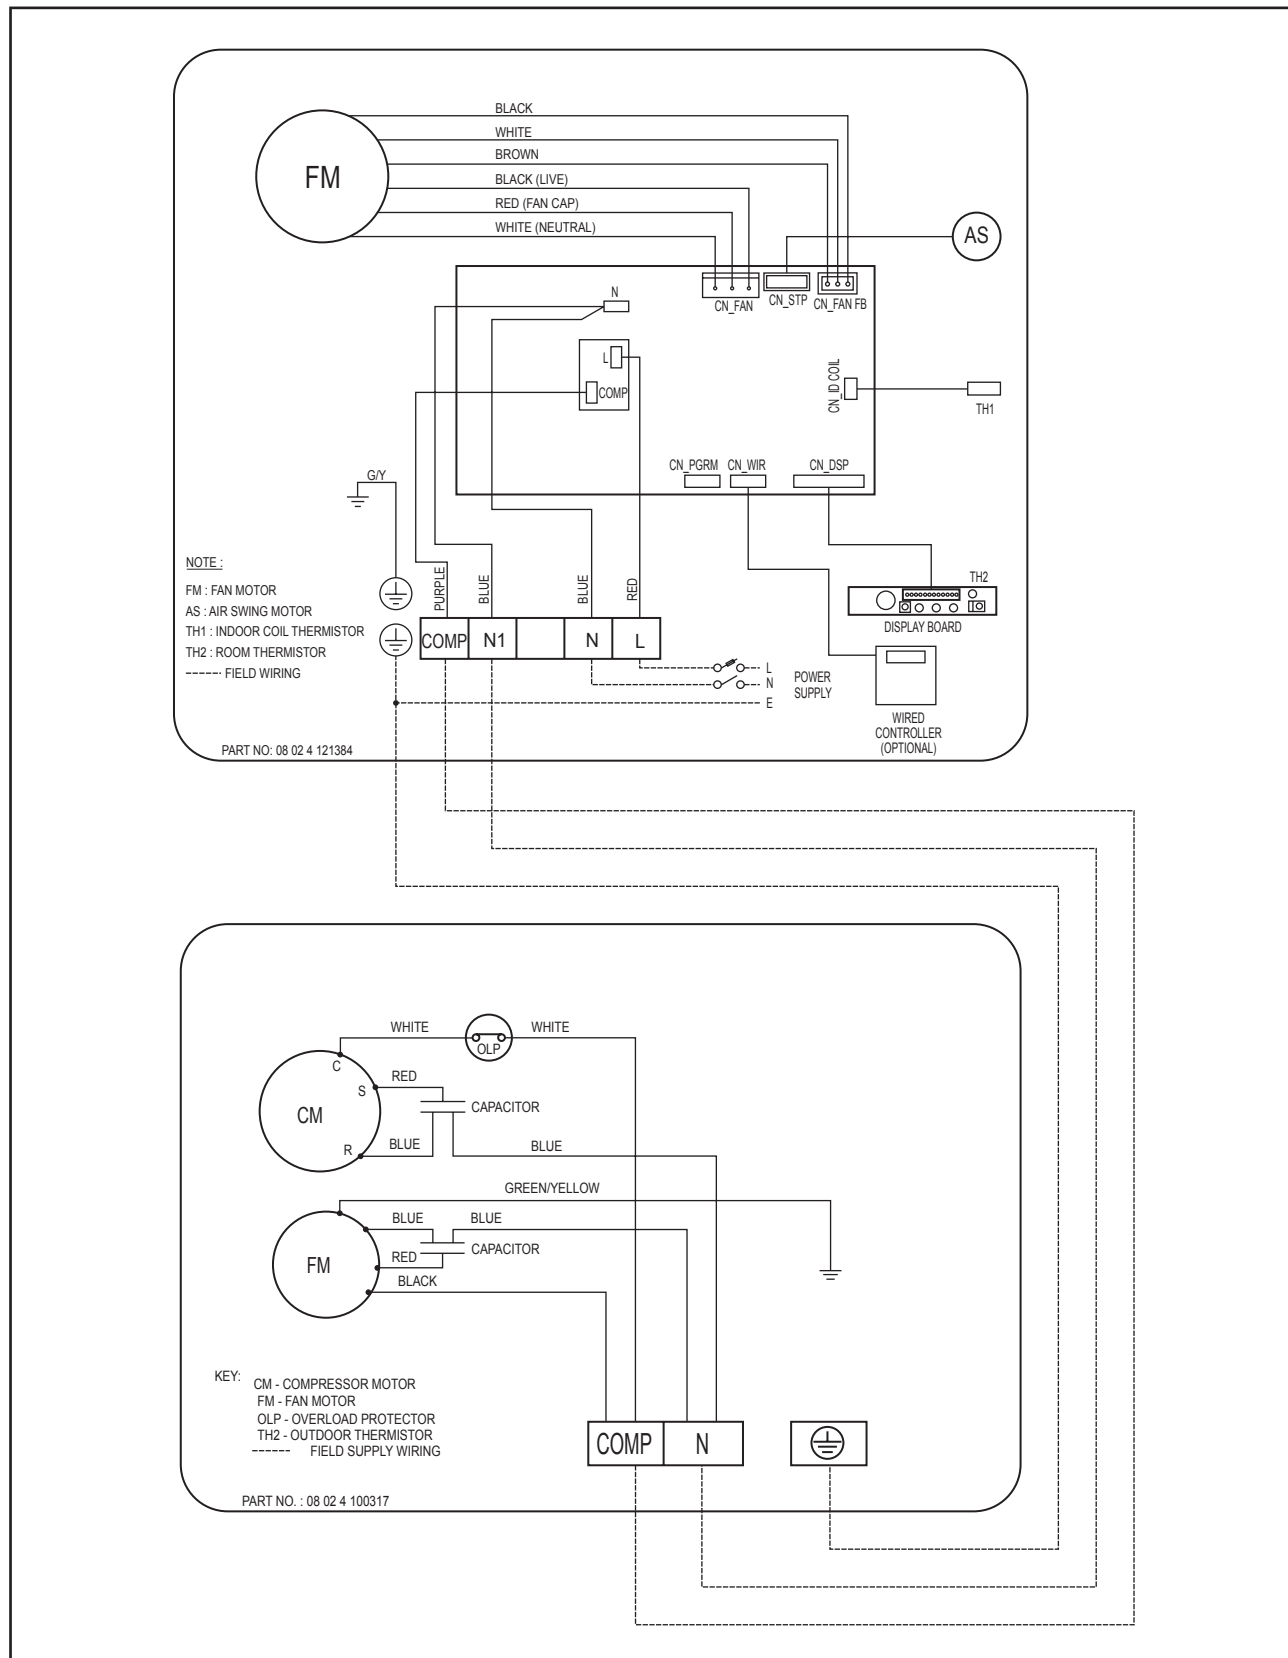 BLACK
WHITE
BROWN
BLACK (LIVE)
RED (FAN CAP)
WHITE (NEUTRAL)
FM
AS
N
CN_FAN
CN_STP
CN_FAN FB
L
COMP
CN_ID COIL
TH1
CN_PGRM
CN_WIR
CN_DSP
G/Y
PURPLE
BLUE
BLUE
RED
NOTE :
FM : FAN MOTOR
AS : AIR SWING MOTOR
TH1 : INDOOR COIL THERMISTOR
TH2 : ROOM THERMISTOR
------ FIELD WIRING
COMP
N1
N
L
TH2
DISPLAY BOARD
L
N
E
POWER
SUPPLY
WIRED
CONTROLLER
(OPTIONAL)
PART NO: 08 02 4 121384
WHITE
OLP
WHITE
C
S
R
CM
RED
CAPACITOR
BLUE
BLUE
GREEN/YELLOW
FM
BLUE
BLUE
CAPACITOR
RED
BLACK
KEY:
CM - COMPRESSOR MOTOR
FM - FAN MOTOR
OLP - OVERLOAD PROTECTOR
TH2 - OUTDOOR THERMISTOR
------ FIELD SUPPLY WIRING
COMP
N
PART NO. : 08 02 4 100317